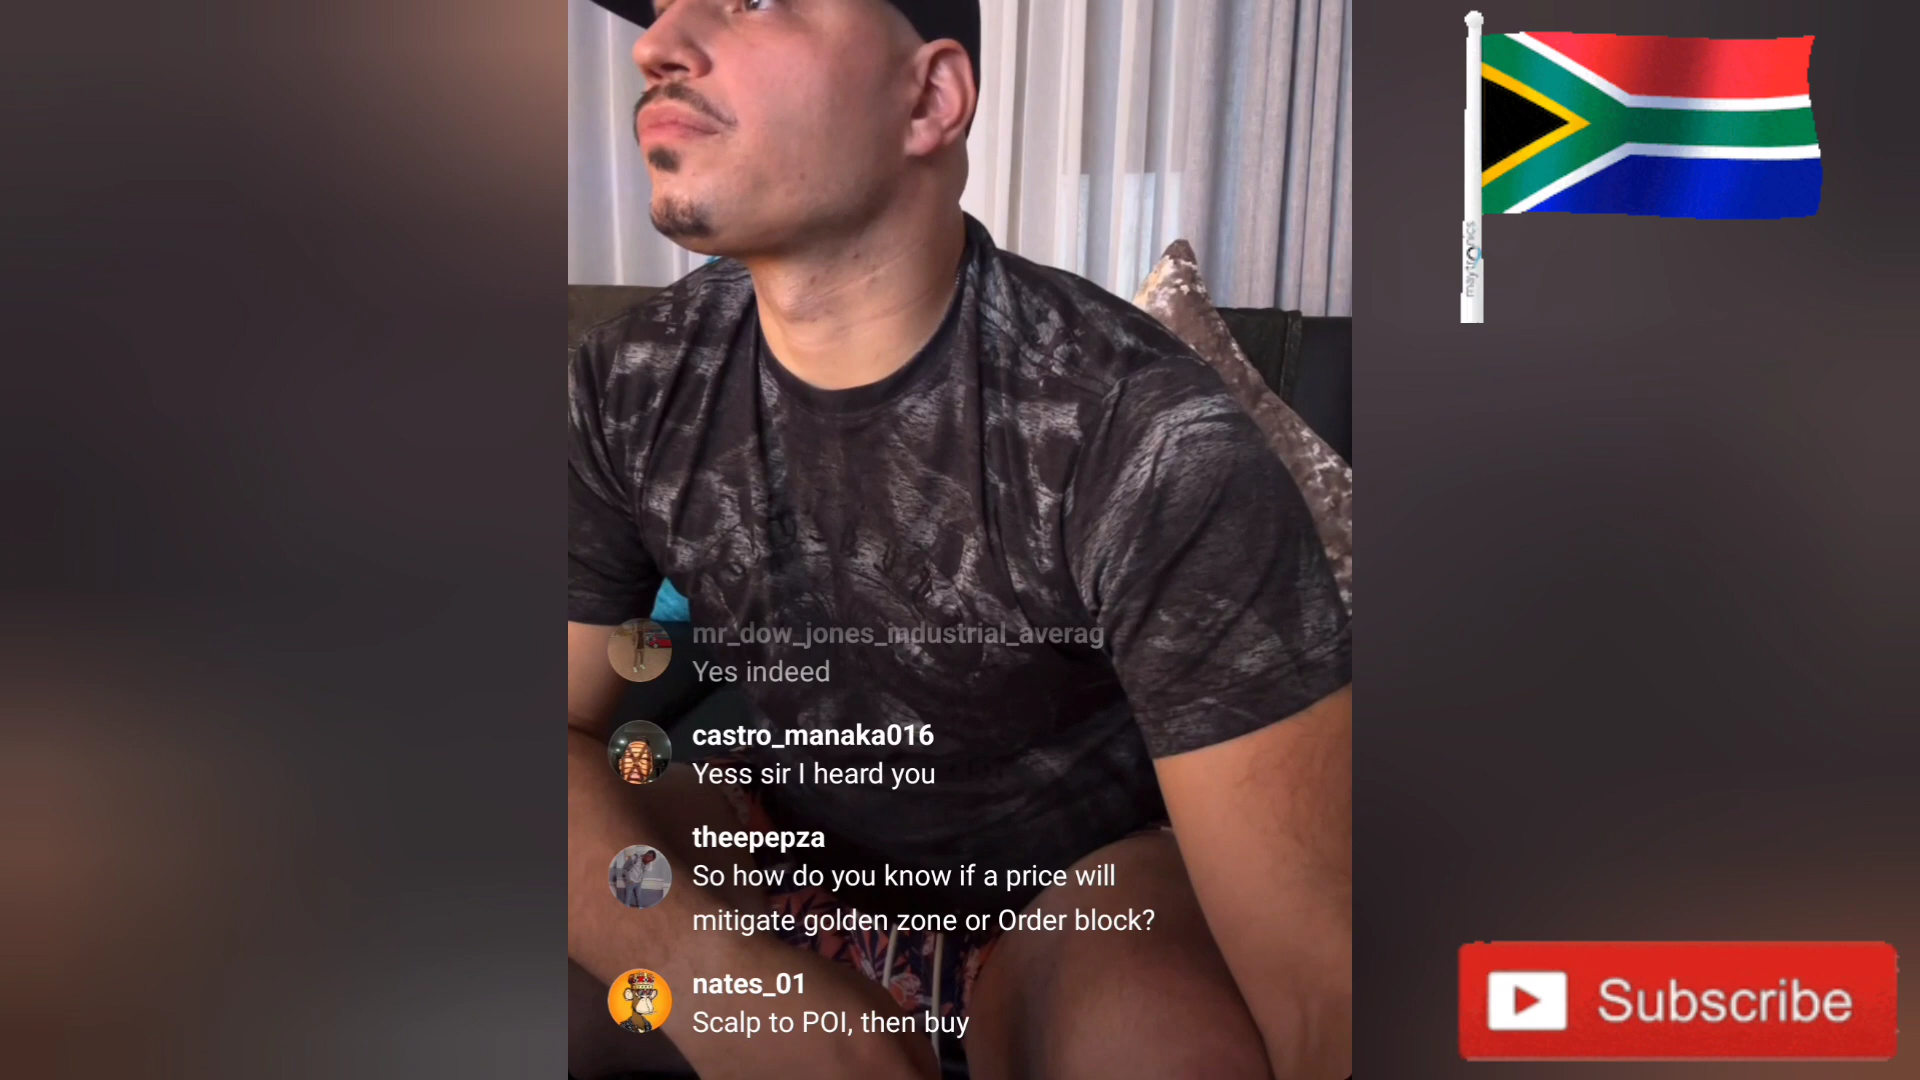 maytronics
mr_dow_jones_industrial_averag
Yes indeed
castro_manaka016
Yess sir I heard you
theepepza
So how do you know if a price will
mitigate golden zone or Order block?
nates_01
Scalp to POI, then buy
Subscribe